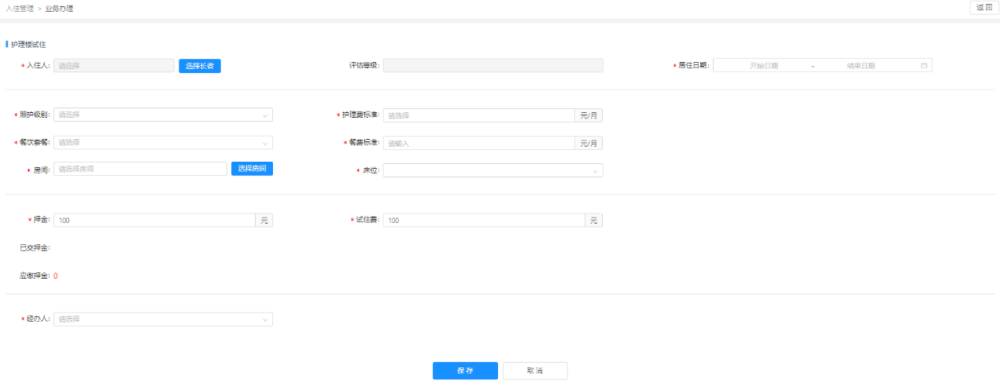 入住管理 > 业务办理
返 回
护理楼试住
* 入住人: 请选择 选择长者 评估等级: * 居住日期: 开始日期 ~ 结束日期
* 照护级别: 请选择 * 护理费标准: 请选择 元/月
* 餐饮套餐: 请选择 * 餐费标准: 请输入 元/月
* 房间: 请选择房间 选择房间 * 床位:
* 押金: 100 元 * 试住费: 100 元
已交押金:
应缴押金: 0
* 经办人: 请选择
保 存 取 消